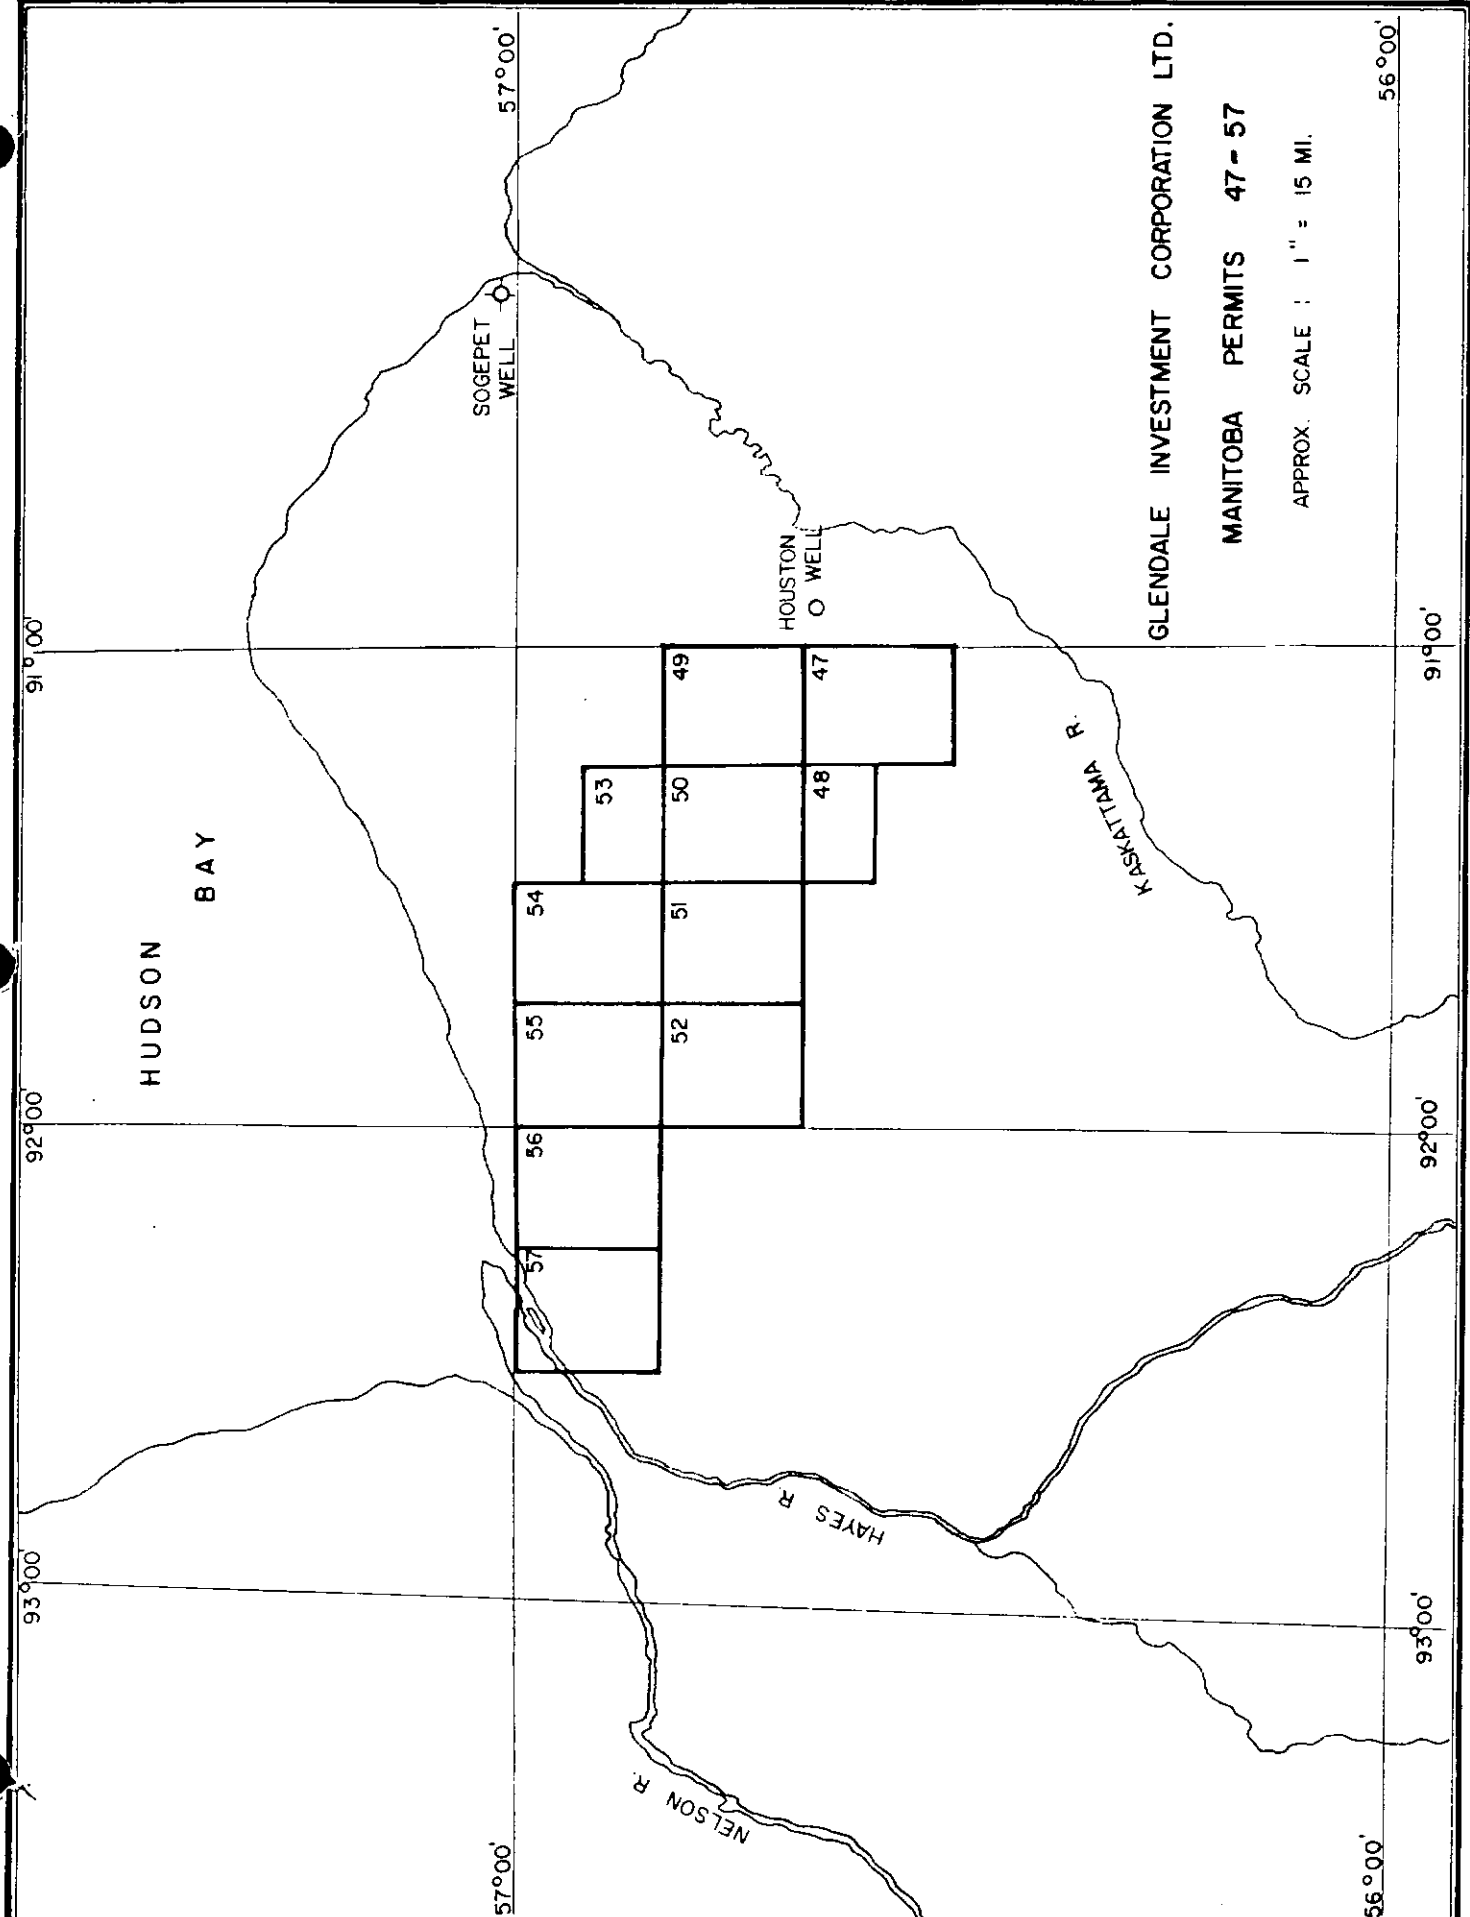 93°00'
92°00'
91°00'
HUDSON
BAY
57°00'
57°00'
SOGEPET
WELL
57
56
55
54
53
52
51
50
49
HOUSTON
WELL
48
47
NELSON R.
HAYES R.
KASKATTAMA R.
GLENDALE INVESTMENT CORPORATION LTD.
MANITOBA PERMITS 47-57
APPROX. SCALE : 1" = 15 MI.
56°00'
56°00'
93°00'
92°00'
91°00'